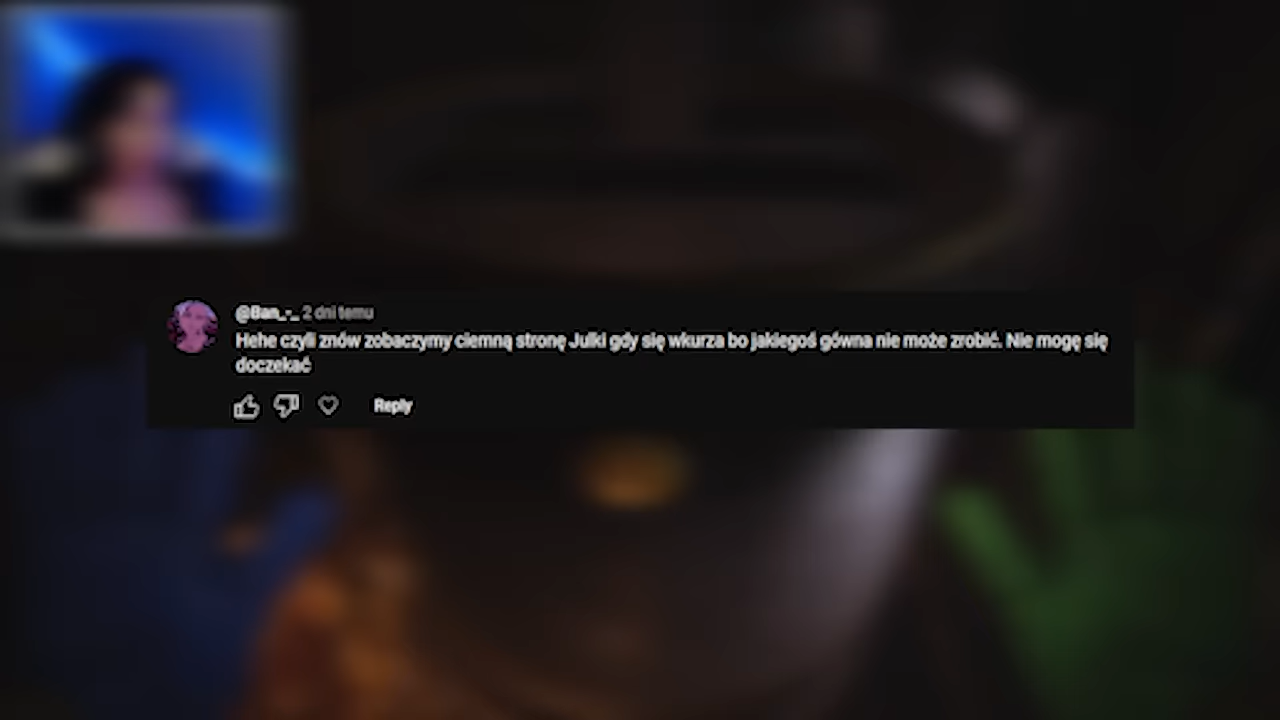 @Ban_-_ 2 dni temu
Hehe czyli znów zobaczymy ciemną stronę Julki gdy się wkurza bo jakiegoś gówna nie może zrobić. Nie mogę się
doczekać
Reply